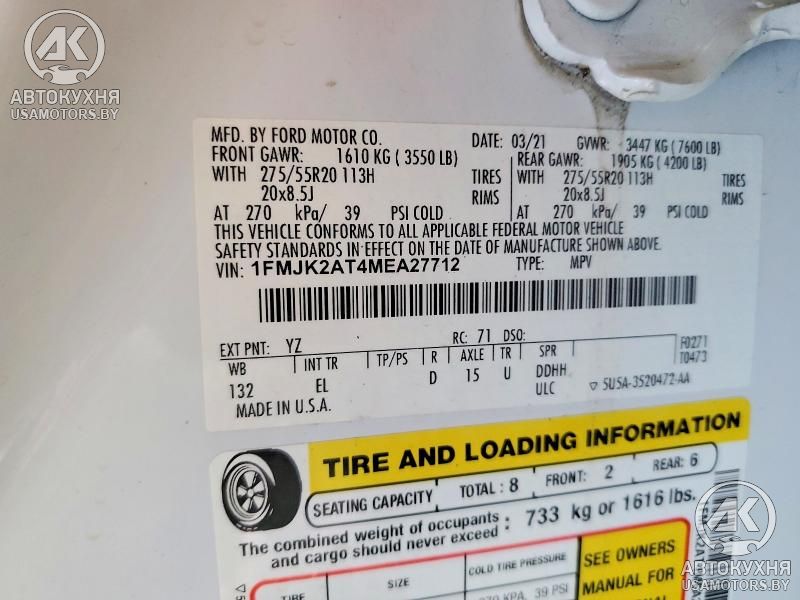 АК
АВТОКУХНЯ
USAMOTORS.BY
MFD. BY FORD MOTOR CO. DATE: 03/21 GVWR: 3447 KG (7600 LB)
FRONT GAWR: 1610 KG (3550 LB) REAR GAWR: 1905 KG (4200 LB)
WITH 275/55R20 113H TIRES WITH 275/55R20 113H TIRES
20x8.5J RIMS 20x8.5J RIMS
AT 270 kPa/ 39 PSI COLD AT 270 kPa/ 39 PSI COLD
THIS VEHICLE CONFORMS TO ALL APPLICABLE FEDERAL MOTOR VEHICLE
SAFETY STANDARDS IN EFFECT ON THE DATE OF MANUFACTURE SHOWN ABOVE.
VIN: 1FMJK2AT4MEA27712 TYPE: MPV
EXT PNT: YZ RC: 71 DSO: F0271
WB INT TR TP/PS R AXLE TR SPR T0473
132 EL D 15 U DDHH
ULC 5U5A-3520472-AA
MADE IN U.S.A.
TIRE AND LOADING INFORMATION
SEATING CAPACITY TOTAL : 8 FRONT: 2 REAR: 6
The combined weight of occupants : 733 kg or 1616 lbs.
and cargo should never exceed
TIRE SIZE COLD TIRE PRESSURE SEE OWNERS
39 PSI MANUAL FOR
АК
АВТОКУХНЯ
USAMOTORS.BY